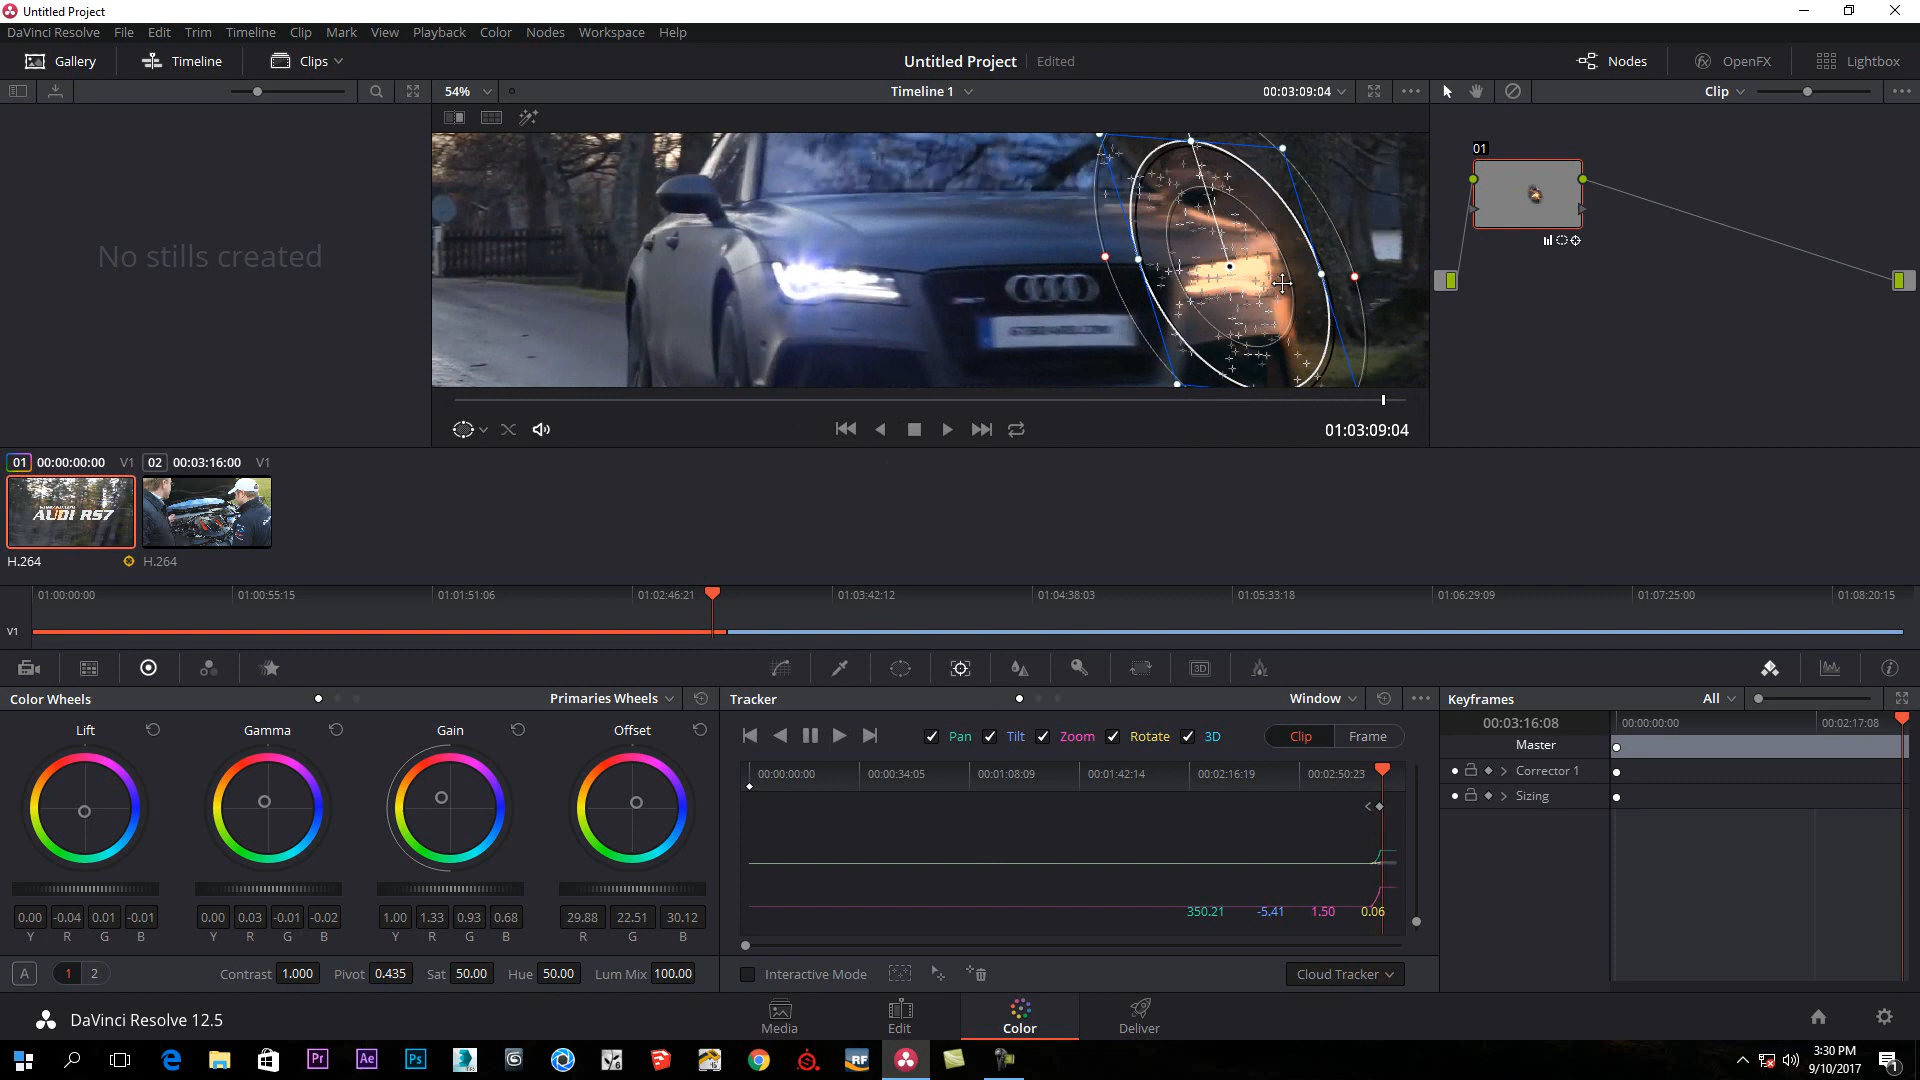 Untitled Project
DaVinci Resolve File Edit Trim Timeline Clip Mark View Playback Color Nodes Workspace Help
Gallery Timeline Clips Untitled Project Edited Nodes OpenFX Lightbox
54% Timeline 1 00:03:09:04 Clip
01
No stills created
01:03:09:04
01 00:00:00:00 V1 02 00:03:16:00 V1
AUDI RS7
H.264 H.264
01:00:00:00 01:00:55:15 01:01:51:06 01:02:46:21 01:03:42:12 01:04:38:03 01:05:33:18 01:06:29:09 01:07:25:00 01:08:20:15
V1
3D
Color Wheels Primaries Wheels Tracker Window Keyframes All
Lift Gamma Gain Offset
Pan Tilt Zoom Rotate 3D Clip Frame
00:03:16:08 00:00:00:00 00:02:17:08
Master
00:00:00:00 00:00:34:05 00:01:08:09 00:01:42:14 00:02:16:19 00:02:50:23
Corrector 1
Sizing
350.21 -5.41 1.50 0.06
0.00 -0.04 0.01 -0.01 0.00 0.03 -0.01 -0.02 1.00 1.33 0.93 0.68 29.88 22.51 30.12
Y R G B Y R G B Y R G B R G B
A 1 2 Contrast 1.000 Pivot 0.435 Sat 50.00 Hue 50.00 Lum Mix 100.00 Interactive Mode Cloud Tracker
DaVinci Resolve 12.5 Media Edit Color Deliver
Pr Ae Ps RF
3:30 PM
9/10/2017
1